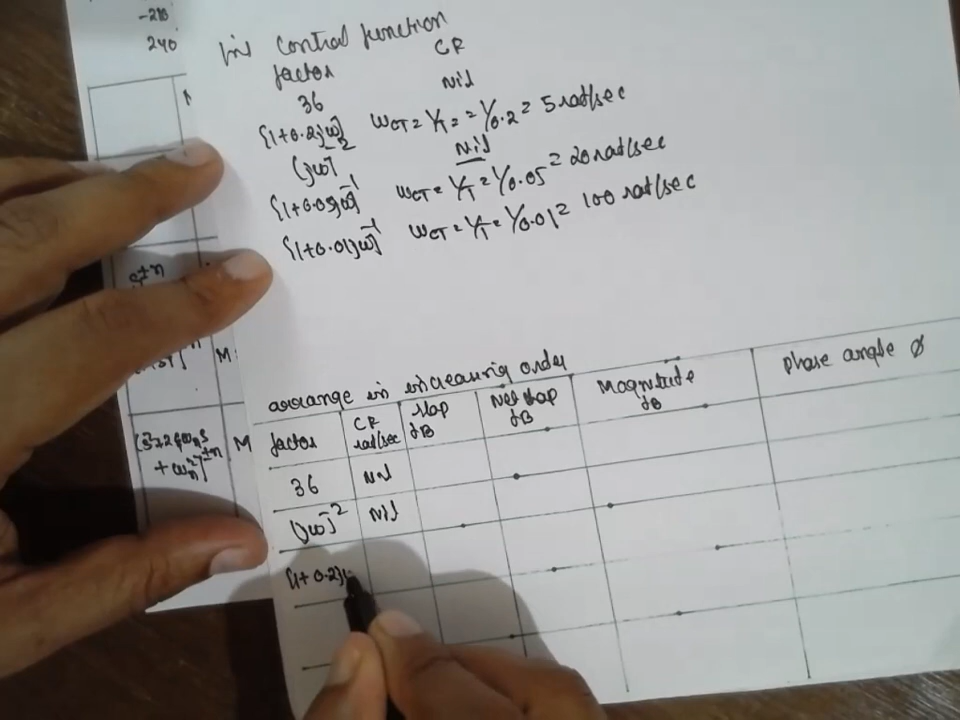 -210
240
in control function
factor CR
36 Nil
{1+0.2jω} ωcT = 1/T = 1/0.2 = 5 rad/sec
(jω)⁻² Nil
{1+0.05jω}⁻¹ ωcT = 1/T = 1/0.05 = 20 rad/sec
{1+0.01jω}⁻¹ ωcT = 1/T = 1/0.01 = 100 rad/sec
arrange in increasing order
factor CR rad/sec slop dB Net slop dB Magnitude dB phase angle ø
36 Nil
(jω)⁻² Nil
{1+0.2j
M
M